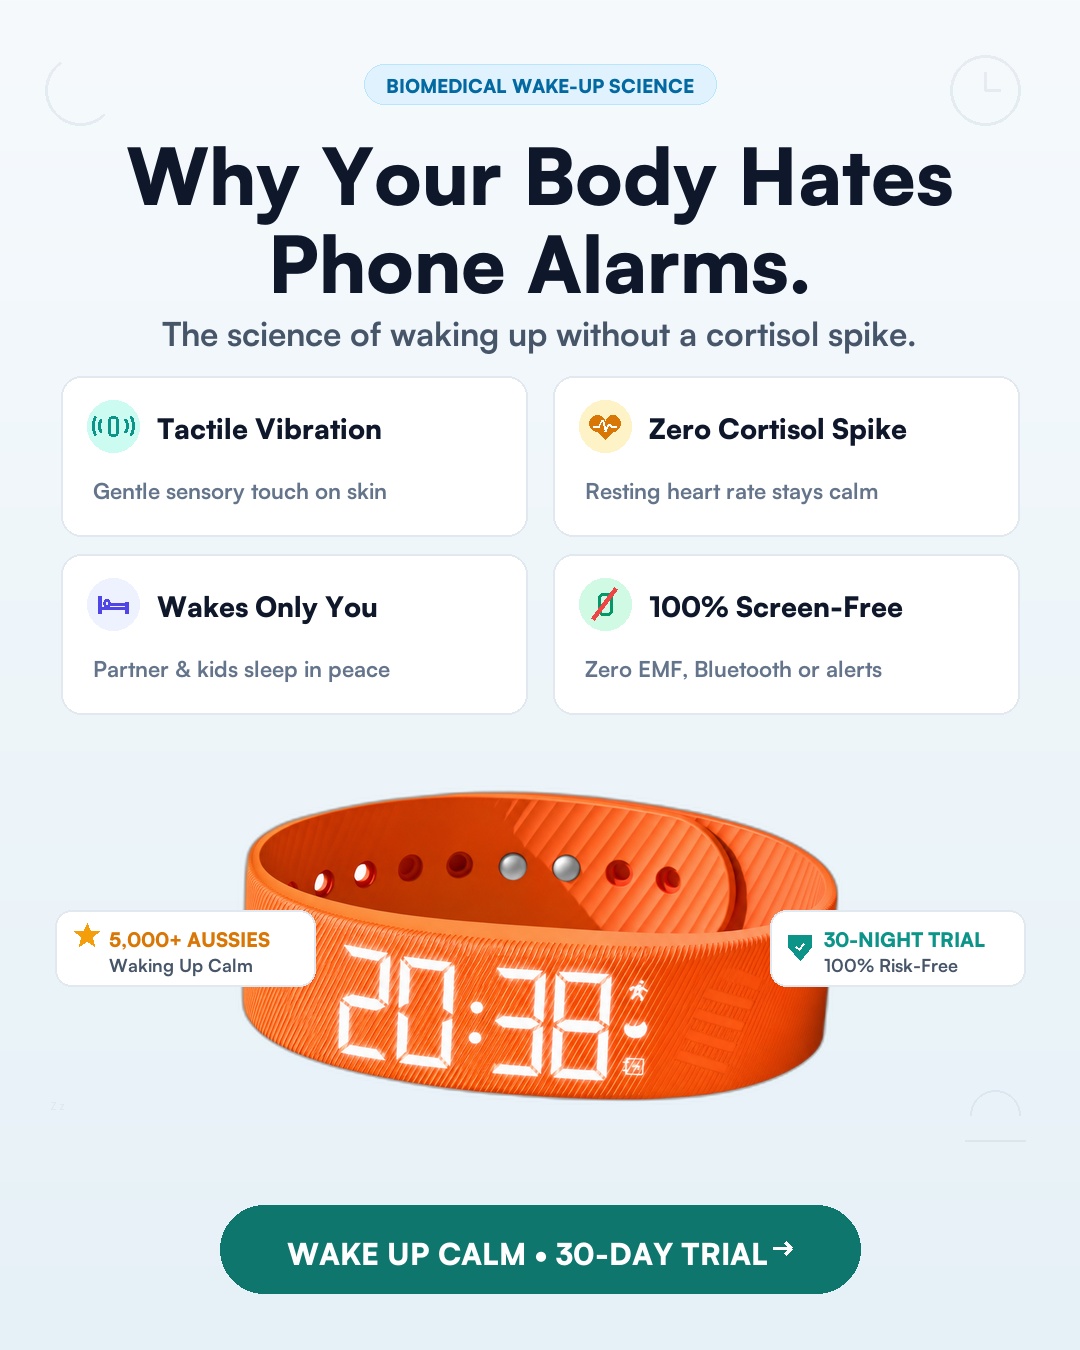 BIOMEDICAL WAKE-UP SCIENCE
Why Your Body Hates
Phone Alarms.
The science of waking up without a cortisol spike.
Tactile Vibration
Gentle sensory touch on skin
Zero Cortisol Spike
Resting heart rate stays calm
Wakes Only You
Partner & kids sleep in peace
100% Screen-Free
Zero EMF, Bluetooth or alerts
5,000+ AUSSIES
Waking Up Calm
30-NIGHT TRIAL
100% Risk-Free
20:38
WAKE UP CALM • 30-DAY TRIAL →